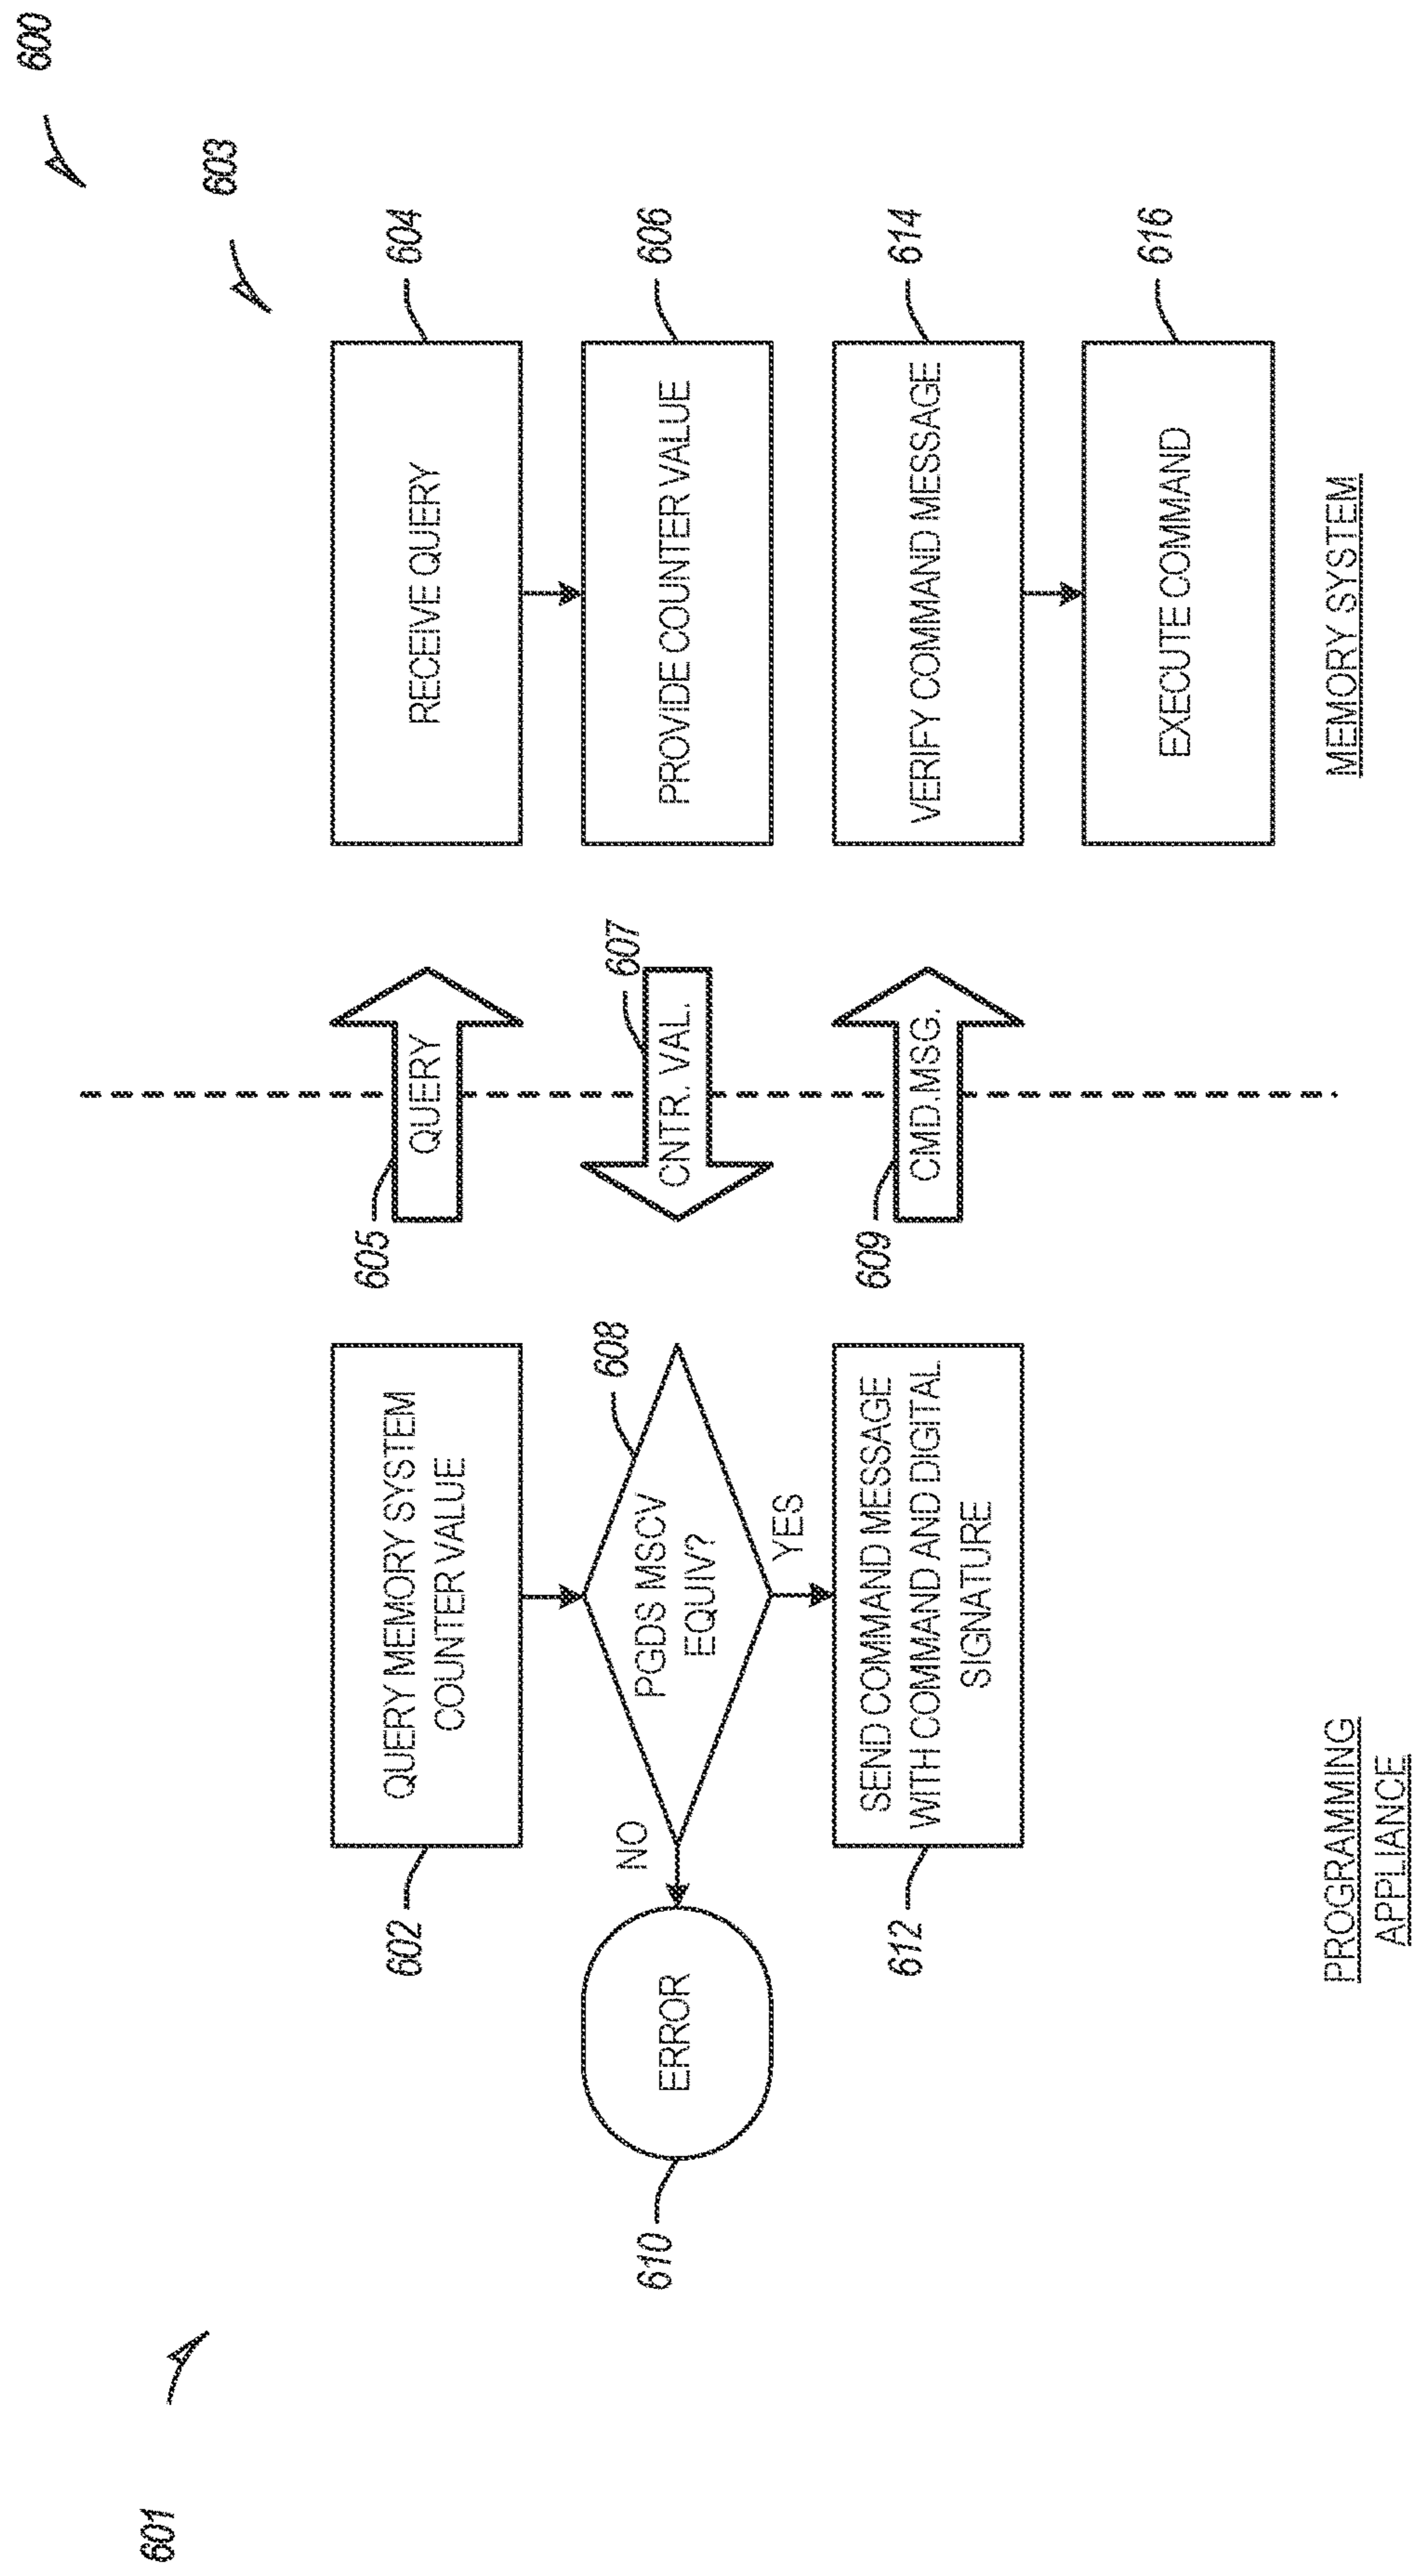 600
601
603
602
QUERY MEMORY SYSTEM
COUNTER VALUE
605
QUERY
RECEIVE QUERY
604
610
ERROR
NO
608
PGDS MSCV
EQUIV?
YES
607
CNTR. VAL.
PROVIDE COUNTER VALUE
606
612
SEND COMMAND MESSAGE
WITH COMMAND AND DIGITAL
SIGNATURE
609
CMD.MSG.
VERIFY COMMAND MESSAGE
614
EXECUTE COMMAND
616
PROGRAMMING
APPLIANCE
MEMORY SYSTEM